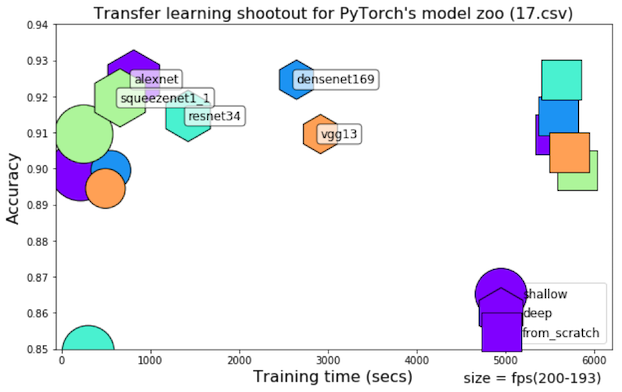 Transfer learning shootout for PyTorch's model zoo (17.csv)
0.94
0.93
0.92
0.91
0.90
0.89
0.88
0.87
0.86
0.85
Accuracy
alexnet
densenet169
squeezenet1_1
resnet34
vgg13
shallow
deep
from_scratch
0
1000
2000
3000
4000
5000
6000
Training time (secs)
size = fps(200-193)